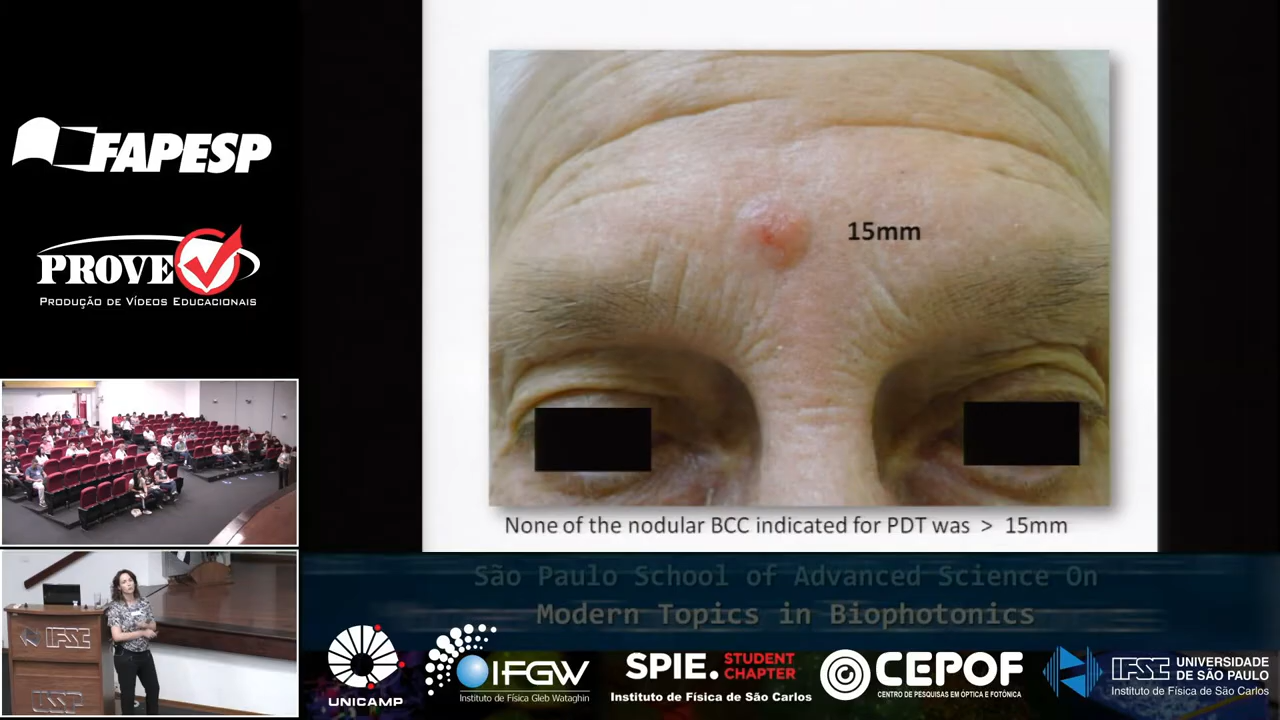 FAPESP
PROVE
PRODUÇÃO DE VÍDEOS EDUCACIONAIS
15mm
None of the nodular BCC indicated for PDT was > 15mm
São Paulo School of Advanced Science On
Modern Topics in Biophotonics
IFSC
USP
UNICAMP
IFGW
Instituto de Física Gleb Wataghin
SPIE. STUDENT
CHAPTER
Instituto de Física de São Carlos
CEPOF
CENTRO DE PESQUISAS EM ÓPTICA E FOTÔNICA
IFSC UNIVERSIDADE
DE SÃO PAULO
Instituto de Física de São Carlos